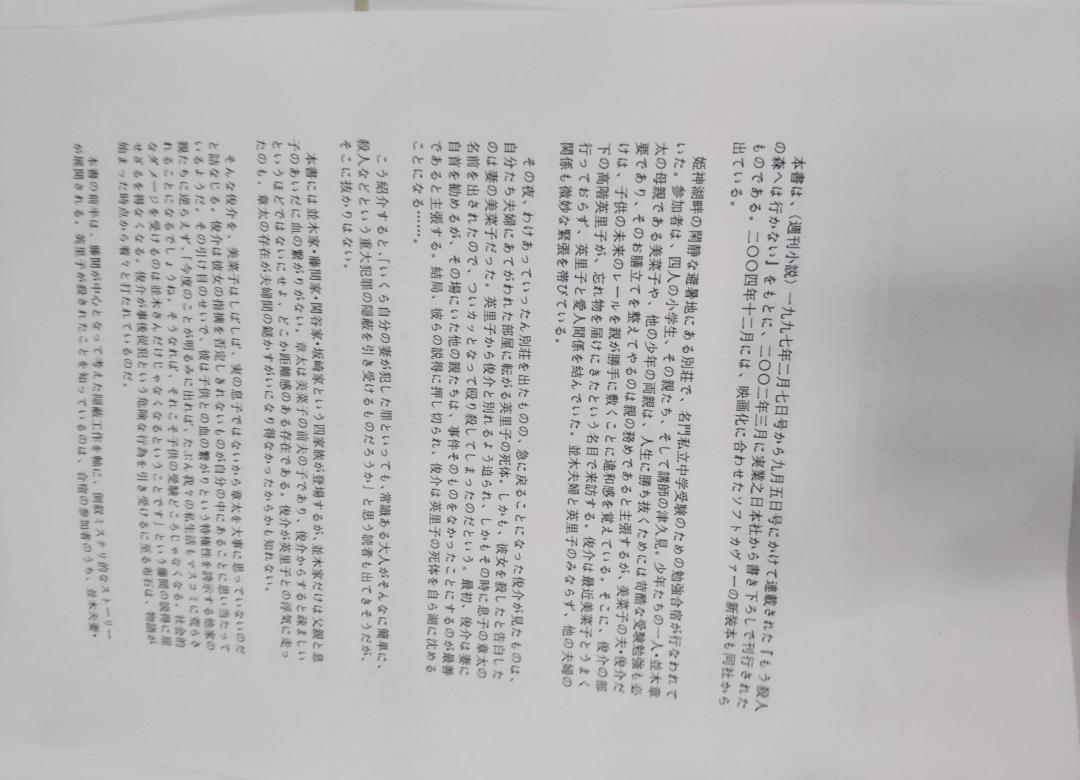 本書は、〈週刊小説〉一九九七年二月七日号から九月五日号にかけて連載された『もう殺人
の森へは行かない』をもとに、二〇〇二年三月に実業之日本社から書き下ろしで刊行された
ものである。二〇〇四年十二月には、映画化に合わせたソフトカヴァーの新装本も同社から
出ている。
姫神湖畔の閑静な避暑地にある別荘で、名門私立中学受験のための勉強合宿が行なわれて
いた。参加者は、四人の小学生、その親たち、そして講師の津久見。少年たちの一人・並木章
太の母親である美菜子や、他の少年の両親は、人生に勝ち抜くためには苛酷な受験勉強も必
要であり、そのお膳立てを整えてやるのは親の務めであると主張するが、美菜子の夫・俊介だ
けは、子供の未来のレールを親が勝手に敷くことに違和感を覚えている。そこに、俊介の部
下の高階英里子が、忘れ物を届けにきたという名目で来訪する。俊介は最近美菜子とうまく
行っておらず、英里子と愛人関係を結んでいた。並木夫婦と英里子のみならず、他の夫婦の
関係も微妙な緊張を帯びている。
その夜、わけあっていったん別荘を出たものの、急に戻ることになった俊介が見たものは、
自分たち夫婦にあてがわれた部屋に転がる英里子の死体。しかも、彼女を殺したと告白した
のは妻の美菜子だった。英里子から俊介と別れるよう迫られ、しかもその時に息子の章太の
名前を出されたので、ついカッとなって殴り殺してしまったのだという。最初、俊介は妻に
自首を勧めるが、その場にいた他の親たちは、事件そのものをなかったことにするのが最善
であると主張する。結局、彼らの説得に押し切られ、俊介は英里子の死体を自ら湖に沈める
ことになる……。
こう紹介すると、「いくら自分の妻が犯した罪といっても、常識ある大人がそんなに簡単に、
殺人などという重大犯罪の隠蔽を引き受けるものだろうか」と思う読者も出てきそうだが、
そこに抜かりはない。
本書には並木家・藤間家・関谷家・坂崎家という四家族が登場するが、並木家だけは父親と息
子のあいだに血の繋がりがない。章太は美菜子の前夫の子であり、俊介からすると疎ましい
というほどではないにせよ、どこか距離感のある存在である。俊介が英里子との浮気に走っ
たのも、章太の存在が夫婦間の鎹かすがいになり得なかったからかも知れない。
そんな俊介を、美菜子はしばしば、実の息子ではないから章太を大事に思っていないのだ
と詰なじる。俊介は彼女の指摘を否定しきれないものが自分の中にあることに思い当たって
いるようだ。その引け目のせいで、彼は子供との血の繋がりという特権性を誇示する他家の
親たちに逆らえず、「今度のことが明るみに出れば、たぶん我々の私生活もマスコミに荒らさ
れることになるでしょうね。そうなれば、それこそ子供の受験どころじゃなくなる。社会的
なダメージを受けるのは並木さんだけじゃなくなるということです」という藤間の説得に屈
せざるを得なくなる。俊介が事後従犯という危険な行為を引き受けるに至る布石は、物語が
始まった時点から着々と打たれているのだ。
本書の前半は、藤間が中心となって考えた隠蔽工作を軸に、倒叙ミステリ的なストーリー
が展開される。英里子が殺されたことを知っているのは、合宿の参加者のうち、並木夫妻・